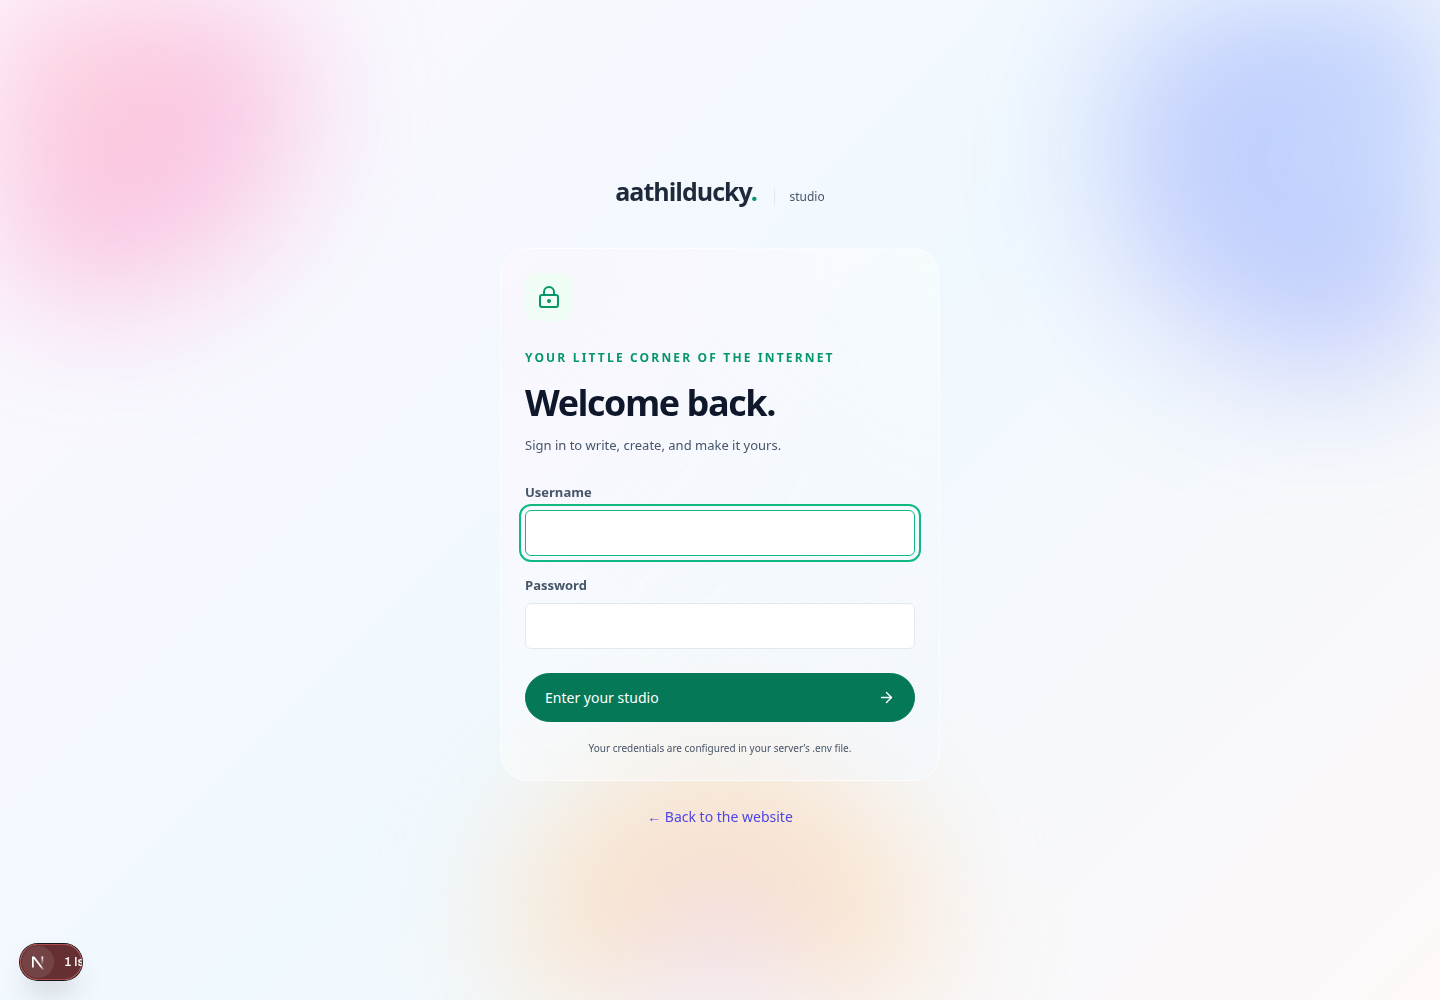 aathilducky.
studio
YOUR LITTLE CORNER OF THE INTERNET
Welcome back.
Sign in to write, create, and make it yours.
Username
Password
Enter your studio
Your credentials are configured in your server's .env file.
← Back to the website
N
1